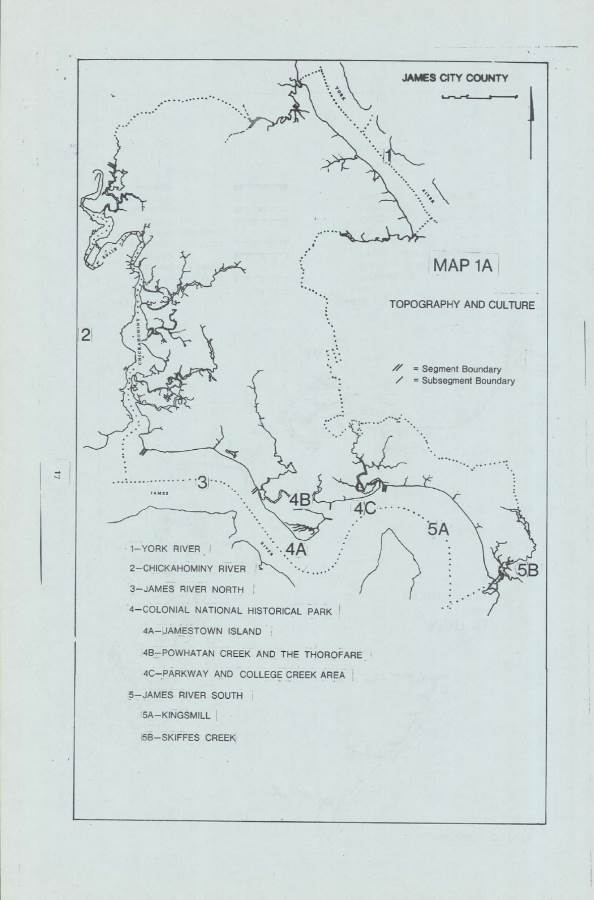 JAMES CITY COUNTY
YORK
RIVER
1
MAP 1A
TOPOGRAPHY AND CULTURE
= Segment Boundary
= Subsegment Boundary
2
CHICKAHOMINY
RIVER
3
JAMES
4B
4C
4A
5A
5B
17
1–YORK RIVER
2–CHICKAHOMINY RIVER
3–JAMES RIVER NORTH
4–COLONIAL NATIONAL HISTORICAL PARK
4A–JAMESTOWN ISLAND
4B–POWHATAN CREEK AND THE THOROFARE
4C–PARKWAY AND COLLEGE CREEK AREA
5–JAMES RIVER SOUTH
5A–KINGSMILL
5B–SKIFFES CREEK